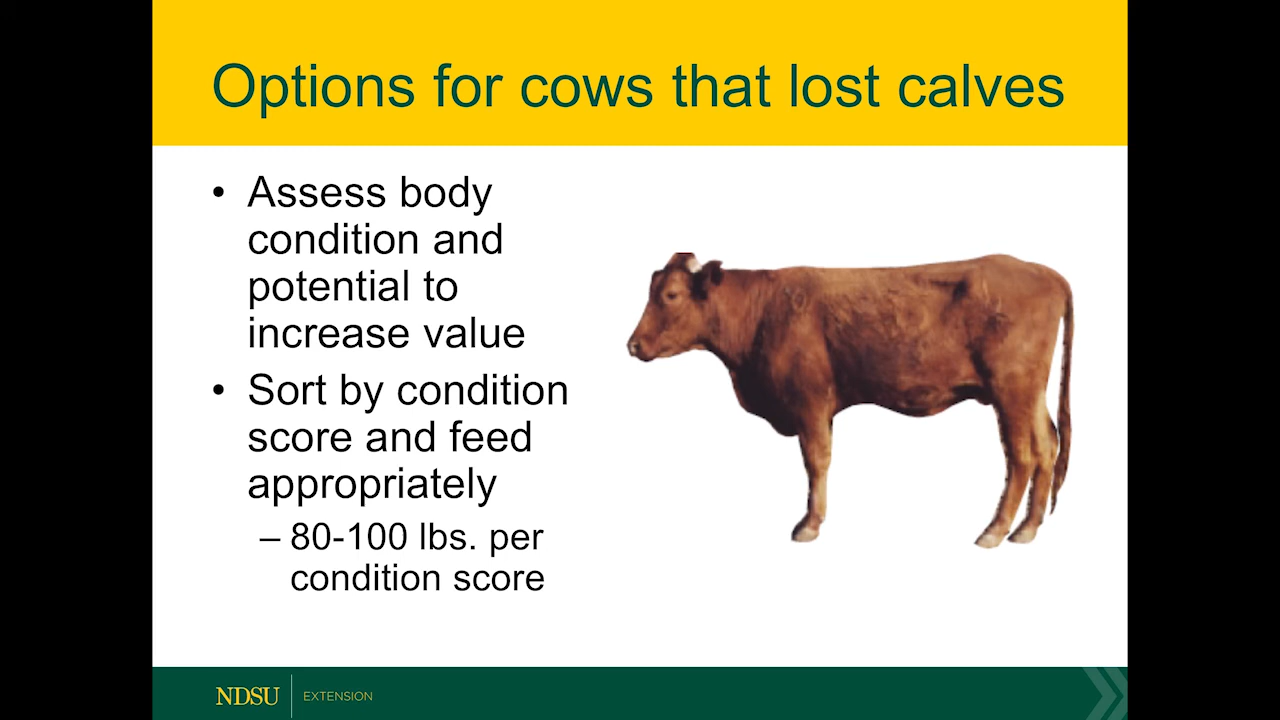 Options for cows that lost calves
• Assess body
condition and
potential to
increase value
• Sort by condition
score and feed
appropriately
– 80-100 lbs. per
condition score
NDSU EXTENSION